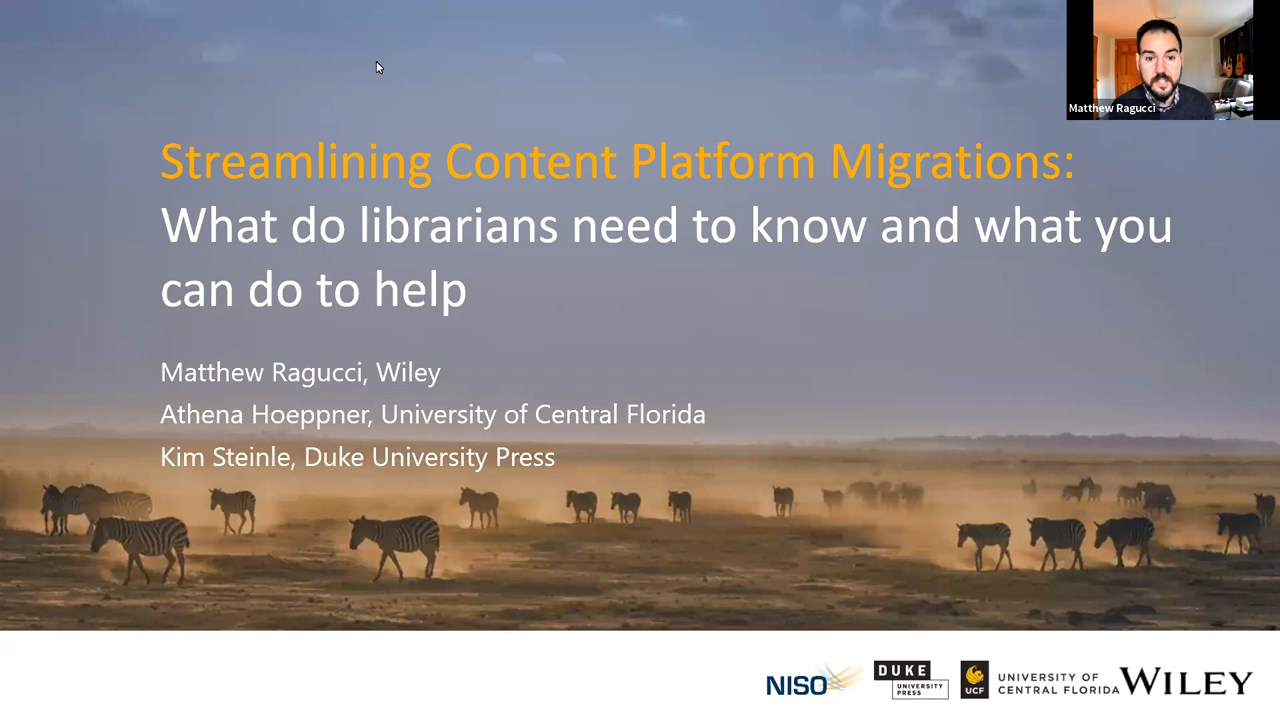 Matthew Ragucci
Streamlining Content Platform Migrations:
What do librarians need to know and what you
can do to help
Matthew Ragucci, Wiley
Athena Hoeppner, University of Central Florida
Kim Steinle, Duke University Press
NISO
DUKE
UNIVERSITY
PRESS
UCF
UNIVERSITY OF
CENTRAL FLORIDA
WILEY